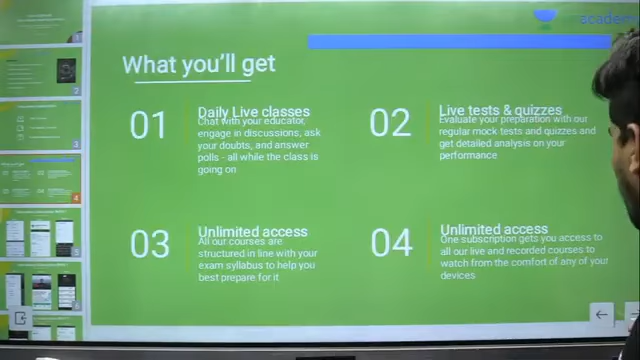 academy
What you'll get
01
Daily Live classes
Chat with your educator,
engage in discussions, ask
your doubts, and answer
polls - all while the class is
going on
02
Live tests & quizzes
Evaluate your preparation with our
regular mock tests and quizzes and
get detailed analysis on your
performance
03
Unlimited access
All our courses are
structured in line with your
exam syllabus to help you
best prepare for it
04
Unlimited access
One subscription gets you access to
all our live and recorded courses to
watch from the comfort of any of your
devices